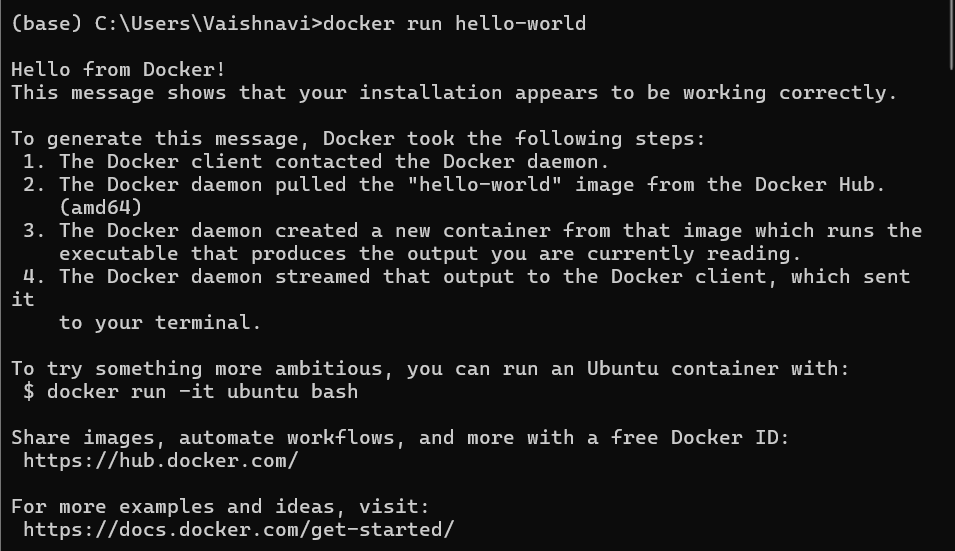 (base) C:\Users\Vaishnavi>docker run hello-world
Hello from Docker!
This message shows that your installation appears to be working correctly.
To generate this message, Docker took the following steps:
 1. The Docker client contacted the Docker daemon.
 2. The Docker daemon pulled the "hello-world" image from the Docker Hub.
    (amd64)
 3. The Docker daemon created a new container from that image which runs the
    executable that produces the output you are currently reading.
 4. The Docker daemon streamed that output to the Docker client, which sent
it
    to your terminal.
To try something more ambitious, you can run an Ubuntu container with:
 $ docker run -it ubuntu bash
Share images, automate workflows, and more with a free Docker ID:
 https://hub.docker.com/
For more examples and ideas, visit:
 https://docs.docker.com/get-started/